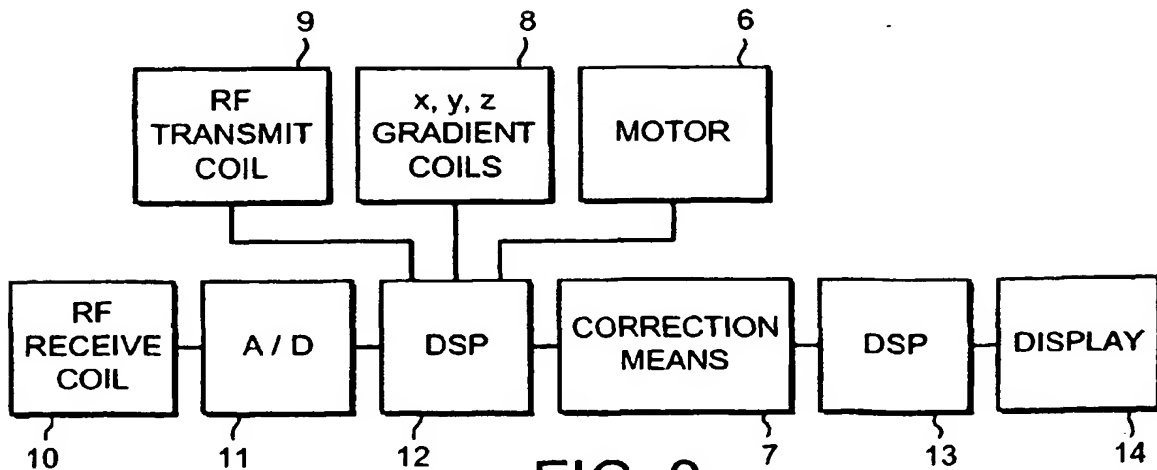 9
8
6
RF
TRANSMIT
COIL
x, y, z
GRADIENT
COILS
MOTOR
RF
RECEIVE
COIL
A / D
DSP
CORRECTION
MEANS
DSP
DISPLAY
10
11
12
7
13
14